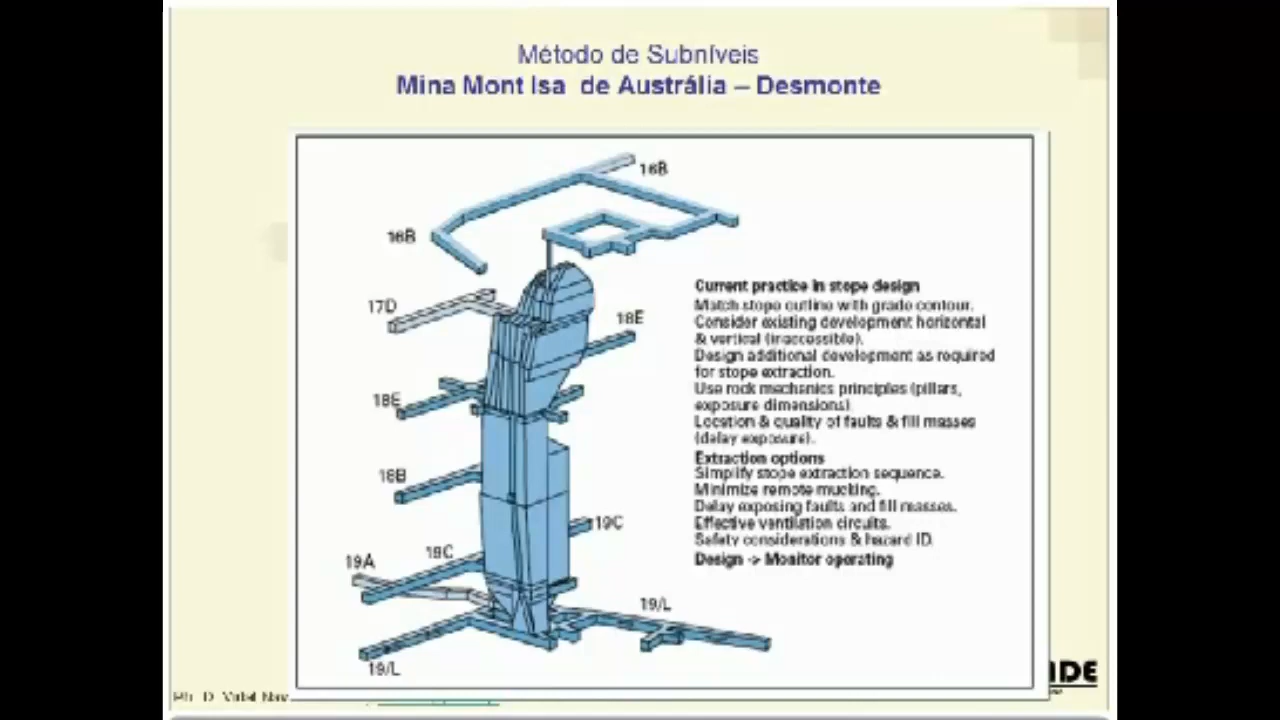 Método de Subníveis
Mina Mont Isa de Austrália – Desmonte
16B
16B
17D
18E
18E
18B
19C
19C
19A
19/L
19/L
Current practice in stope design
Match stope outline with grade contour.
Consider existing development horizontal
& vertical (inaccessible).
Design additional development as required
for stope extraction.
Use rock mechanics principles (pillars,
exposure dimensions)
Location & quality of faults & fill masses
(delay exposure).
Extraction options
Simplify stope extraction sequence.
Minimize remote mucking.
Delay exposing faults and fill masses.
Effective ventilation circuits.
Safety considerations & hazard ID.
Design -> Monitor operating
Ph. D. Vidal Nav
IDE